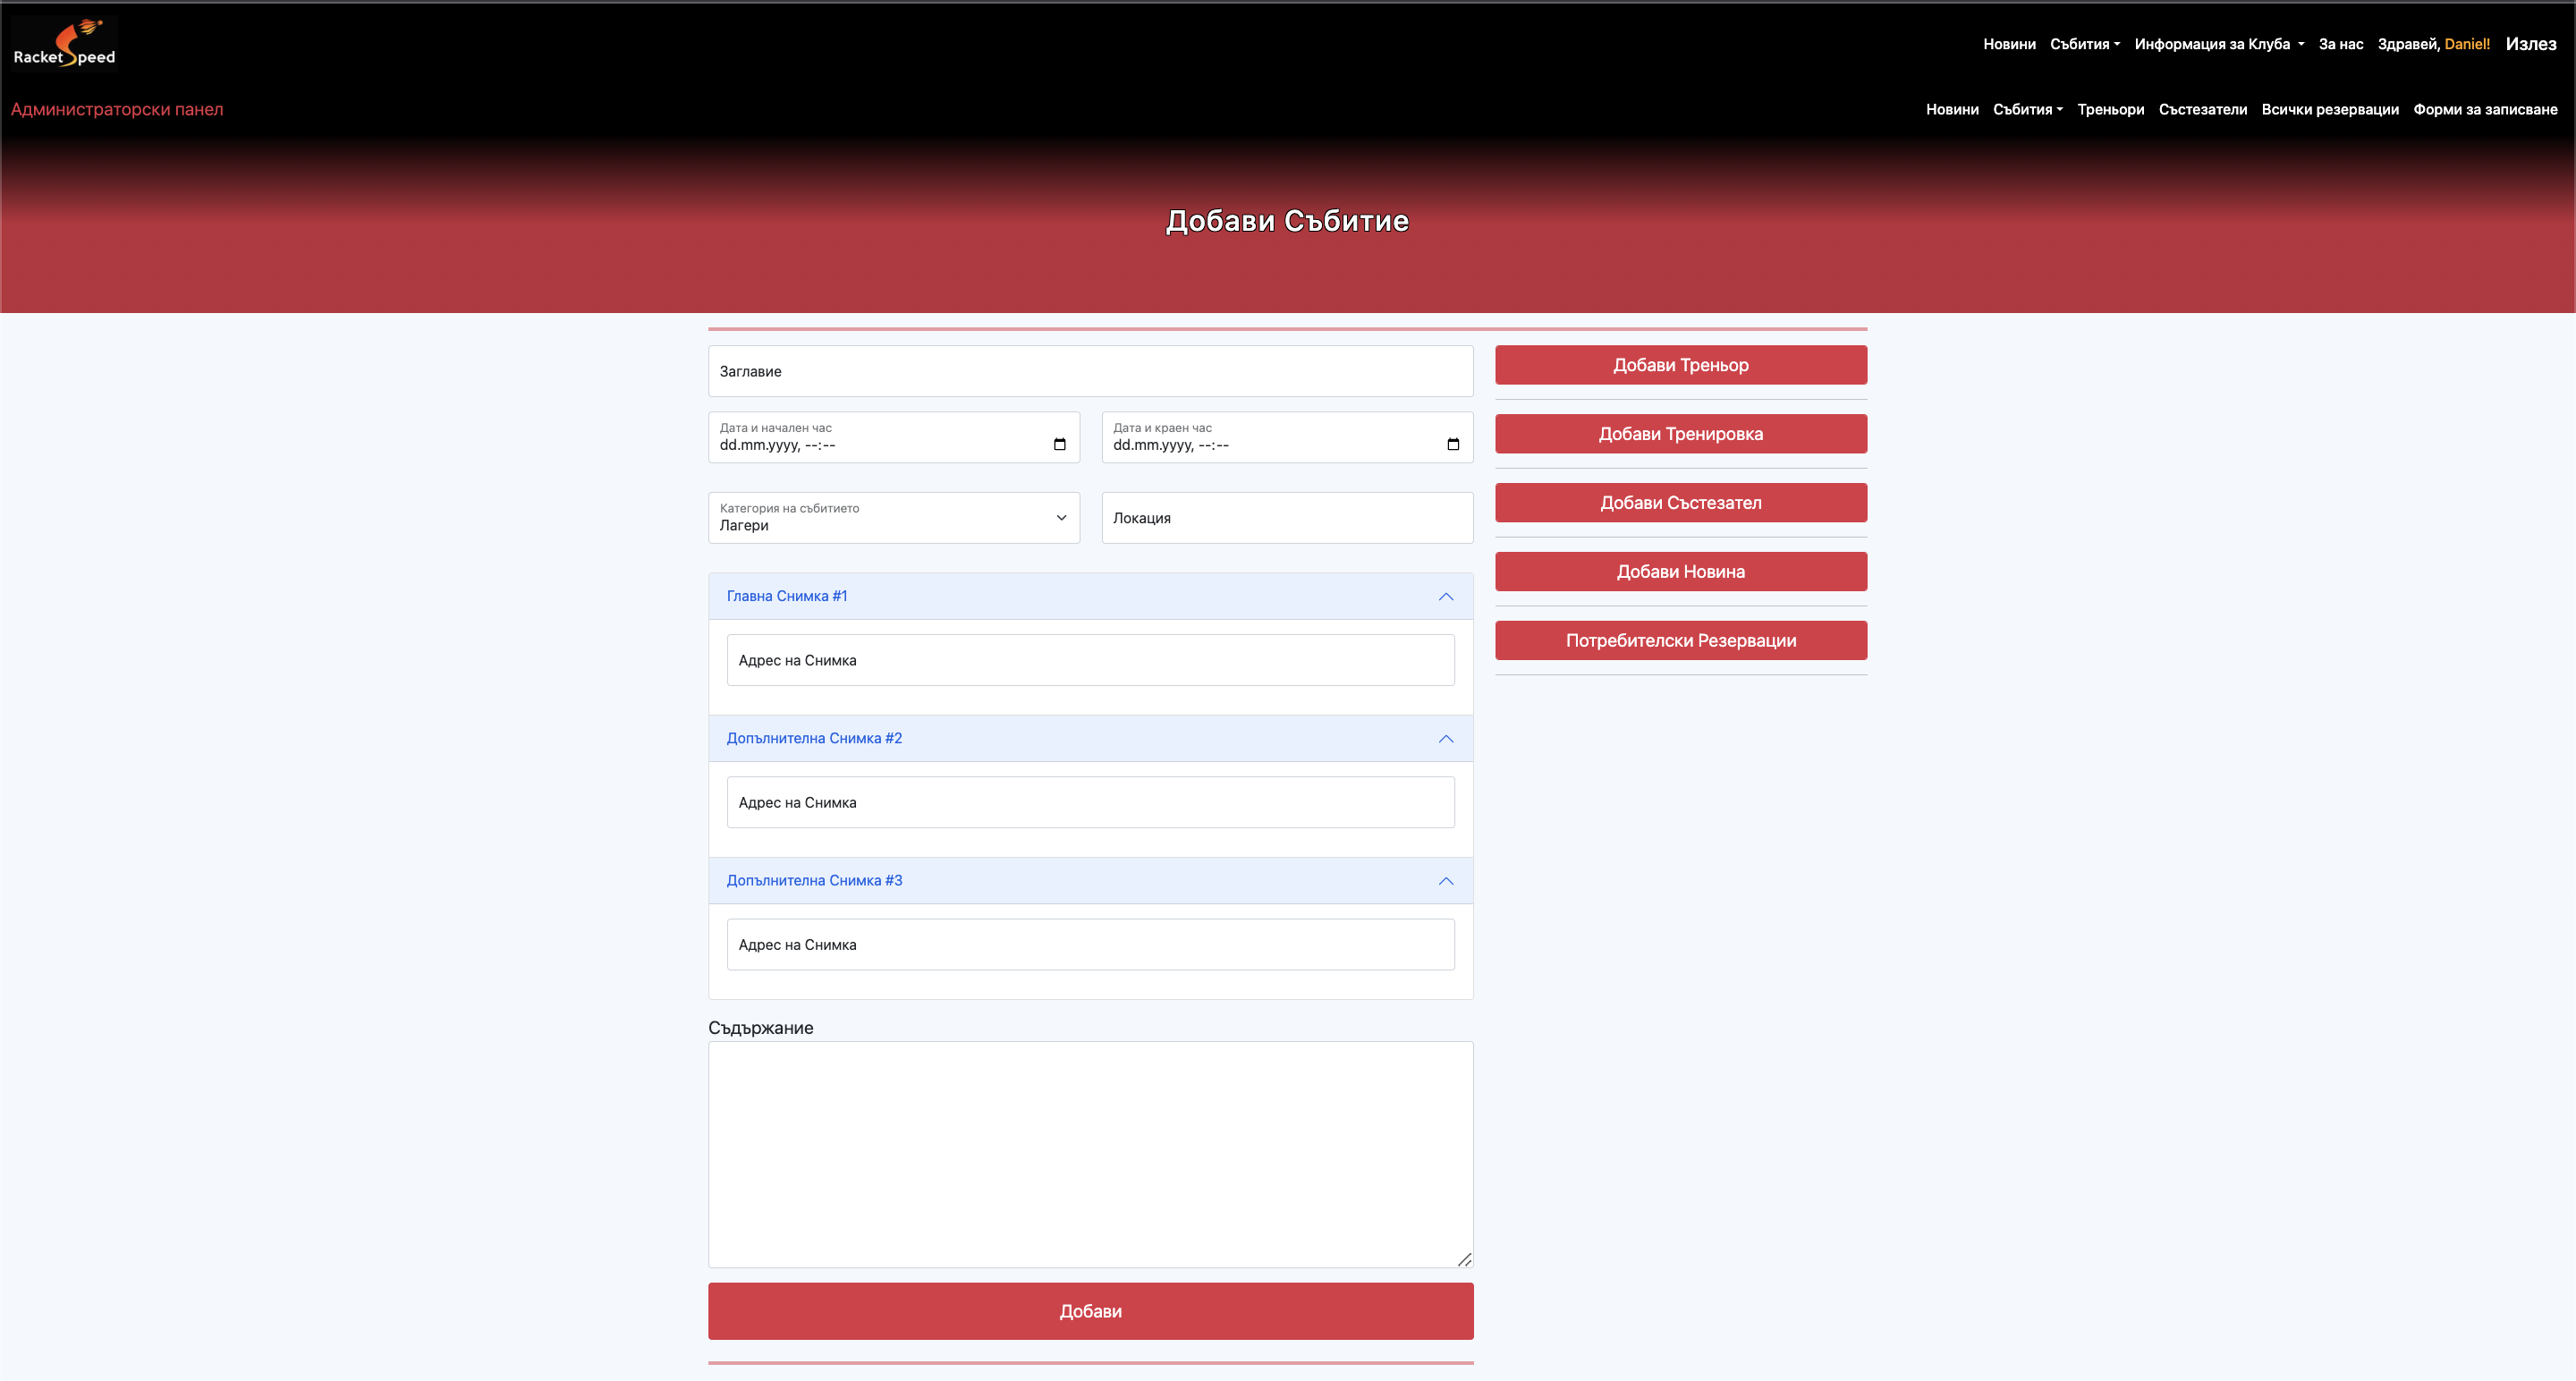 RacketSpeed
Новини Събития Информация за Клуба За нас Здравей, Daniel! Излез
Администраторски панел
Новини Събития Треньори Състезатели Всички резервации Форми за записване
Добави Събитие
Заглавие
Дата и начален час
dd.mm.yyyy, --:--
Дата и краен час
dd.mm.yyyy, --:--
Категория на събитието
Лагери
Локация
Главна Снимка #1
Адрес на Снимка
Допълнителна Снимка #2
Адрес на Снимка
Допълнителна Снимка #3
Адрес на Снимка
Съдържание
Добави
Добави Треньор
Добави Тренировка
Добави Състезател
Добави Новина
Потребителски Резервации